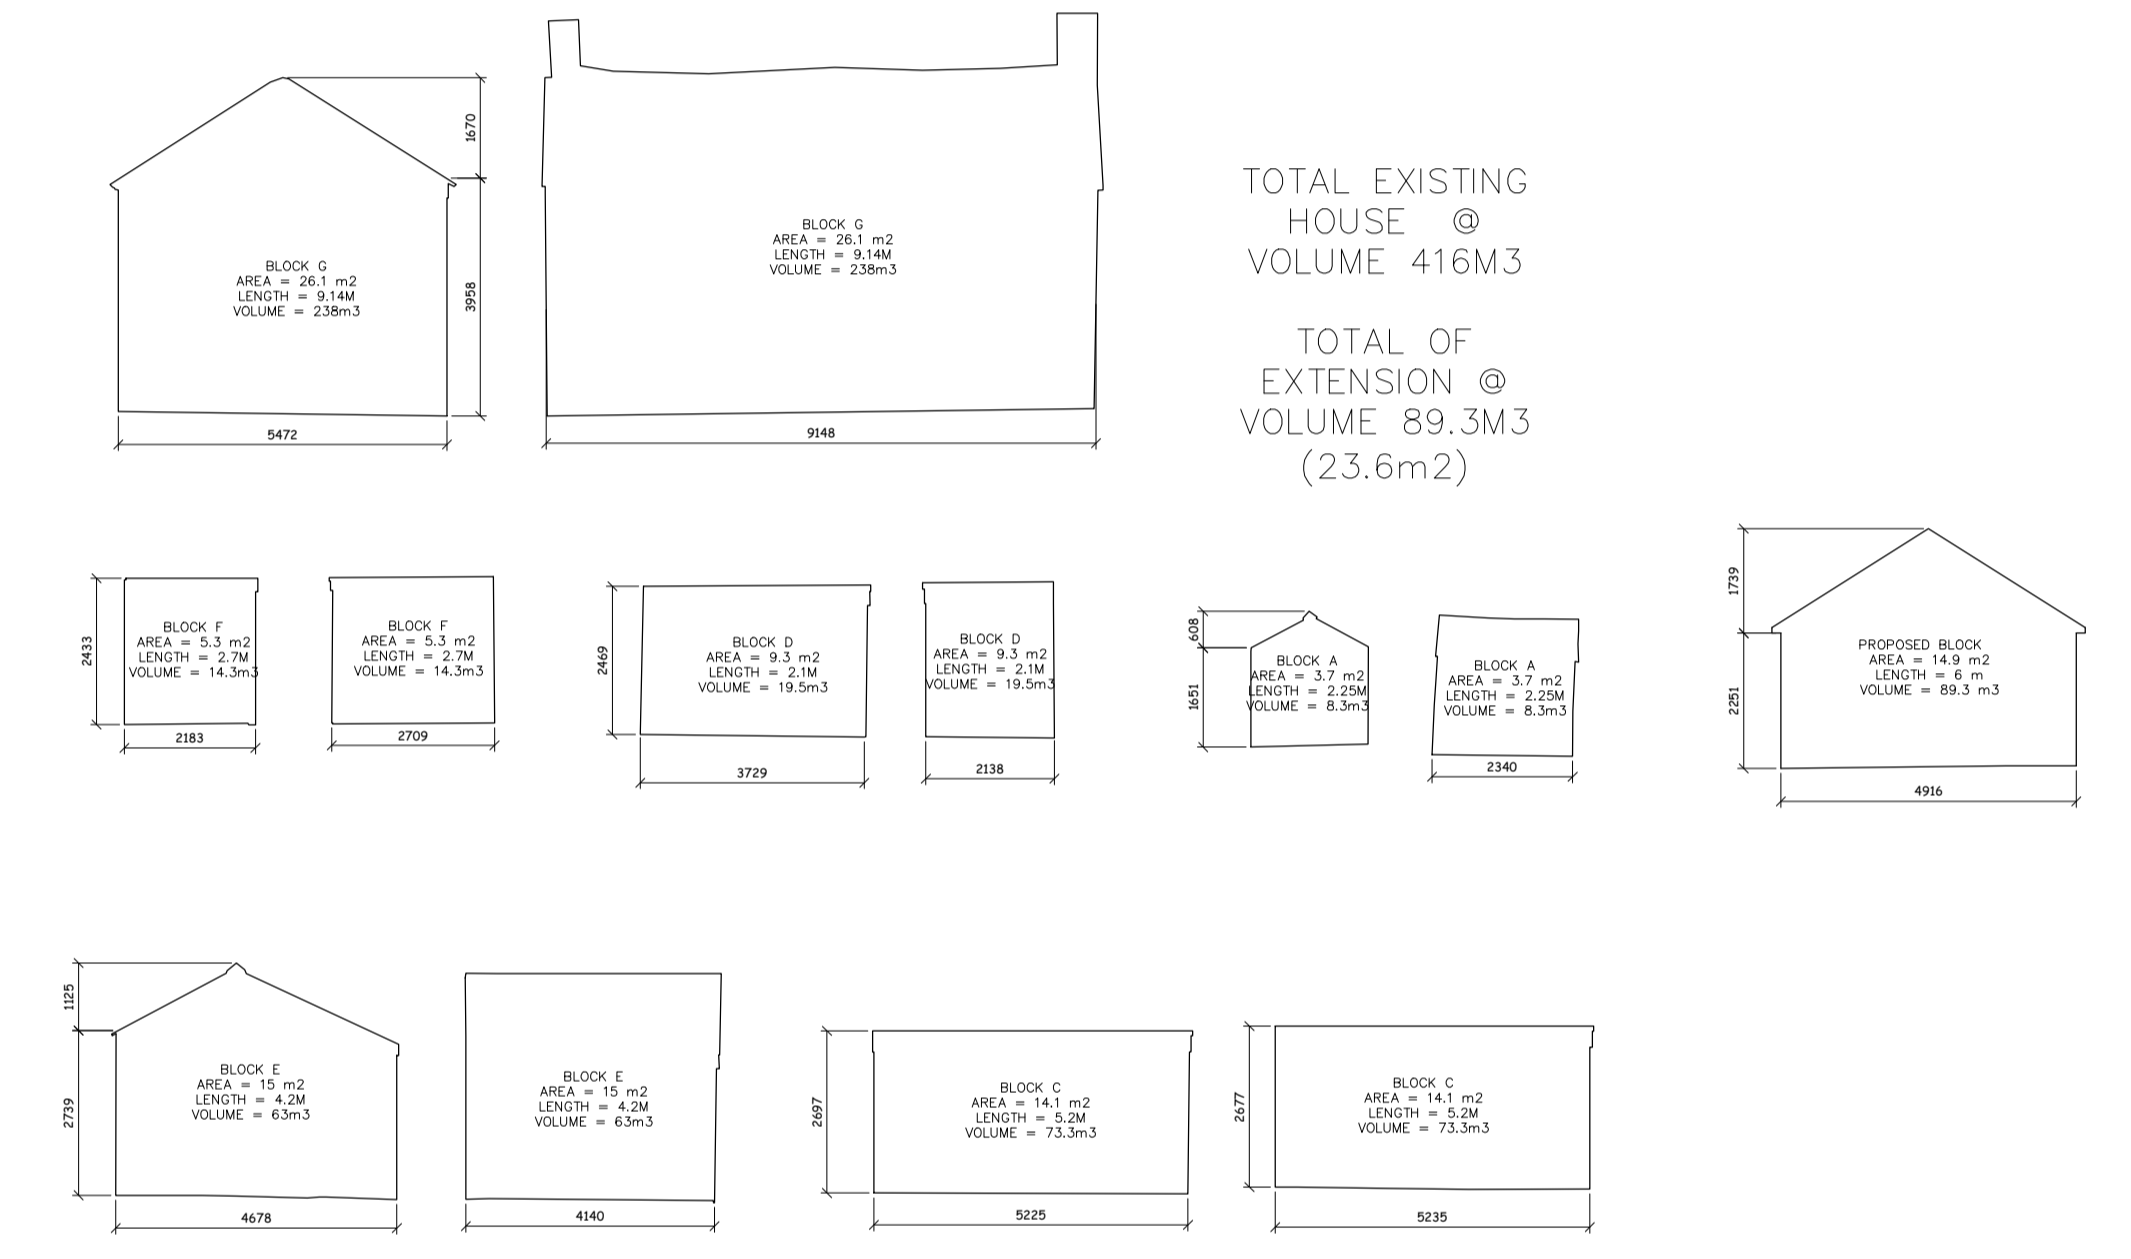 1670
3958
BLOCK G
AREA = 26.1 m2
LENGTH = 9.14M
VOLUME = 238m3
5472
BLOCK G
AREA = 26.1 m2
LENGTH = 9.14M
VOLUME = 238m3
9148
TOTAL EXISTING
HOUSE @
VOLUME 416M3
TOTAL OF
EXTENSION @
VOLUME 89.3M3
(23.6m2)
2433
BLOCK F
AREA = 5.3 m2
LENGTH = 2.7M
VOLUME = 14.3m3
2183
BLOCK F
AREA = 5.3 m2
LENGTH = 2.7M
VOLUME = 14.3m3
2709
2469
BLOCK D
AREA = 9.3 m2
LENGTH = 2.1M
VOLUME = 19.5m3
3729
BLOCK D
AREA = 9.3 m2
LENGTH = 2.1M
VOLUME = 19.5m3
2138
608
1651
BLOCK A
AREA = 3.7 m2
LENGTH = 2.25M
VOLUME = 8.3m3
BLOCK A
AREA = 3.7 m2
LENGTH = 2.25M
VOLUME = 8.3m3
2340
1739
2251
PROPOSED BLOCK
AREA = 14.9 m2
LENGTH = 6 m
VOLUME = 89.3 m3
4916
1125
2739
BLOCK E
AREA = 15 m2
LENGTH = 4.2M
VOLUME = 63m3
4678
BLOCK E
AREA = 15 m2
LENGTH = 4.2M
VOLUME = 63m3
4140
2697
BLOCK C
AREA = 14.1 m2
LENGTH = 5.2M
VOLUME = 73.3m3
5225
2677
BLOCK C
AREA = 14.1 m2
LENGTH = 5.2M
VOLUME = 73.3m3
5235